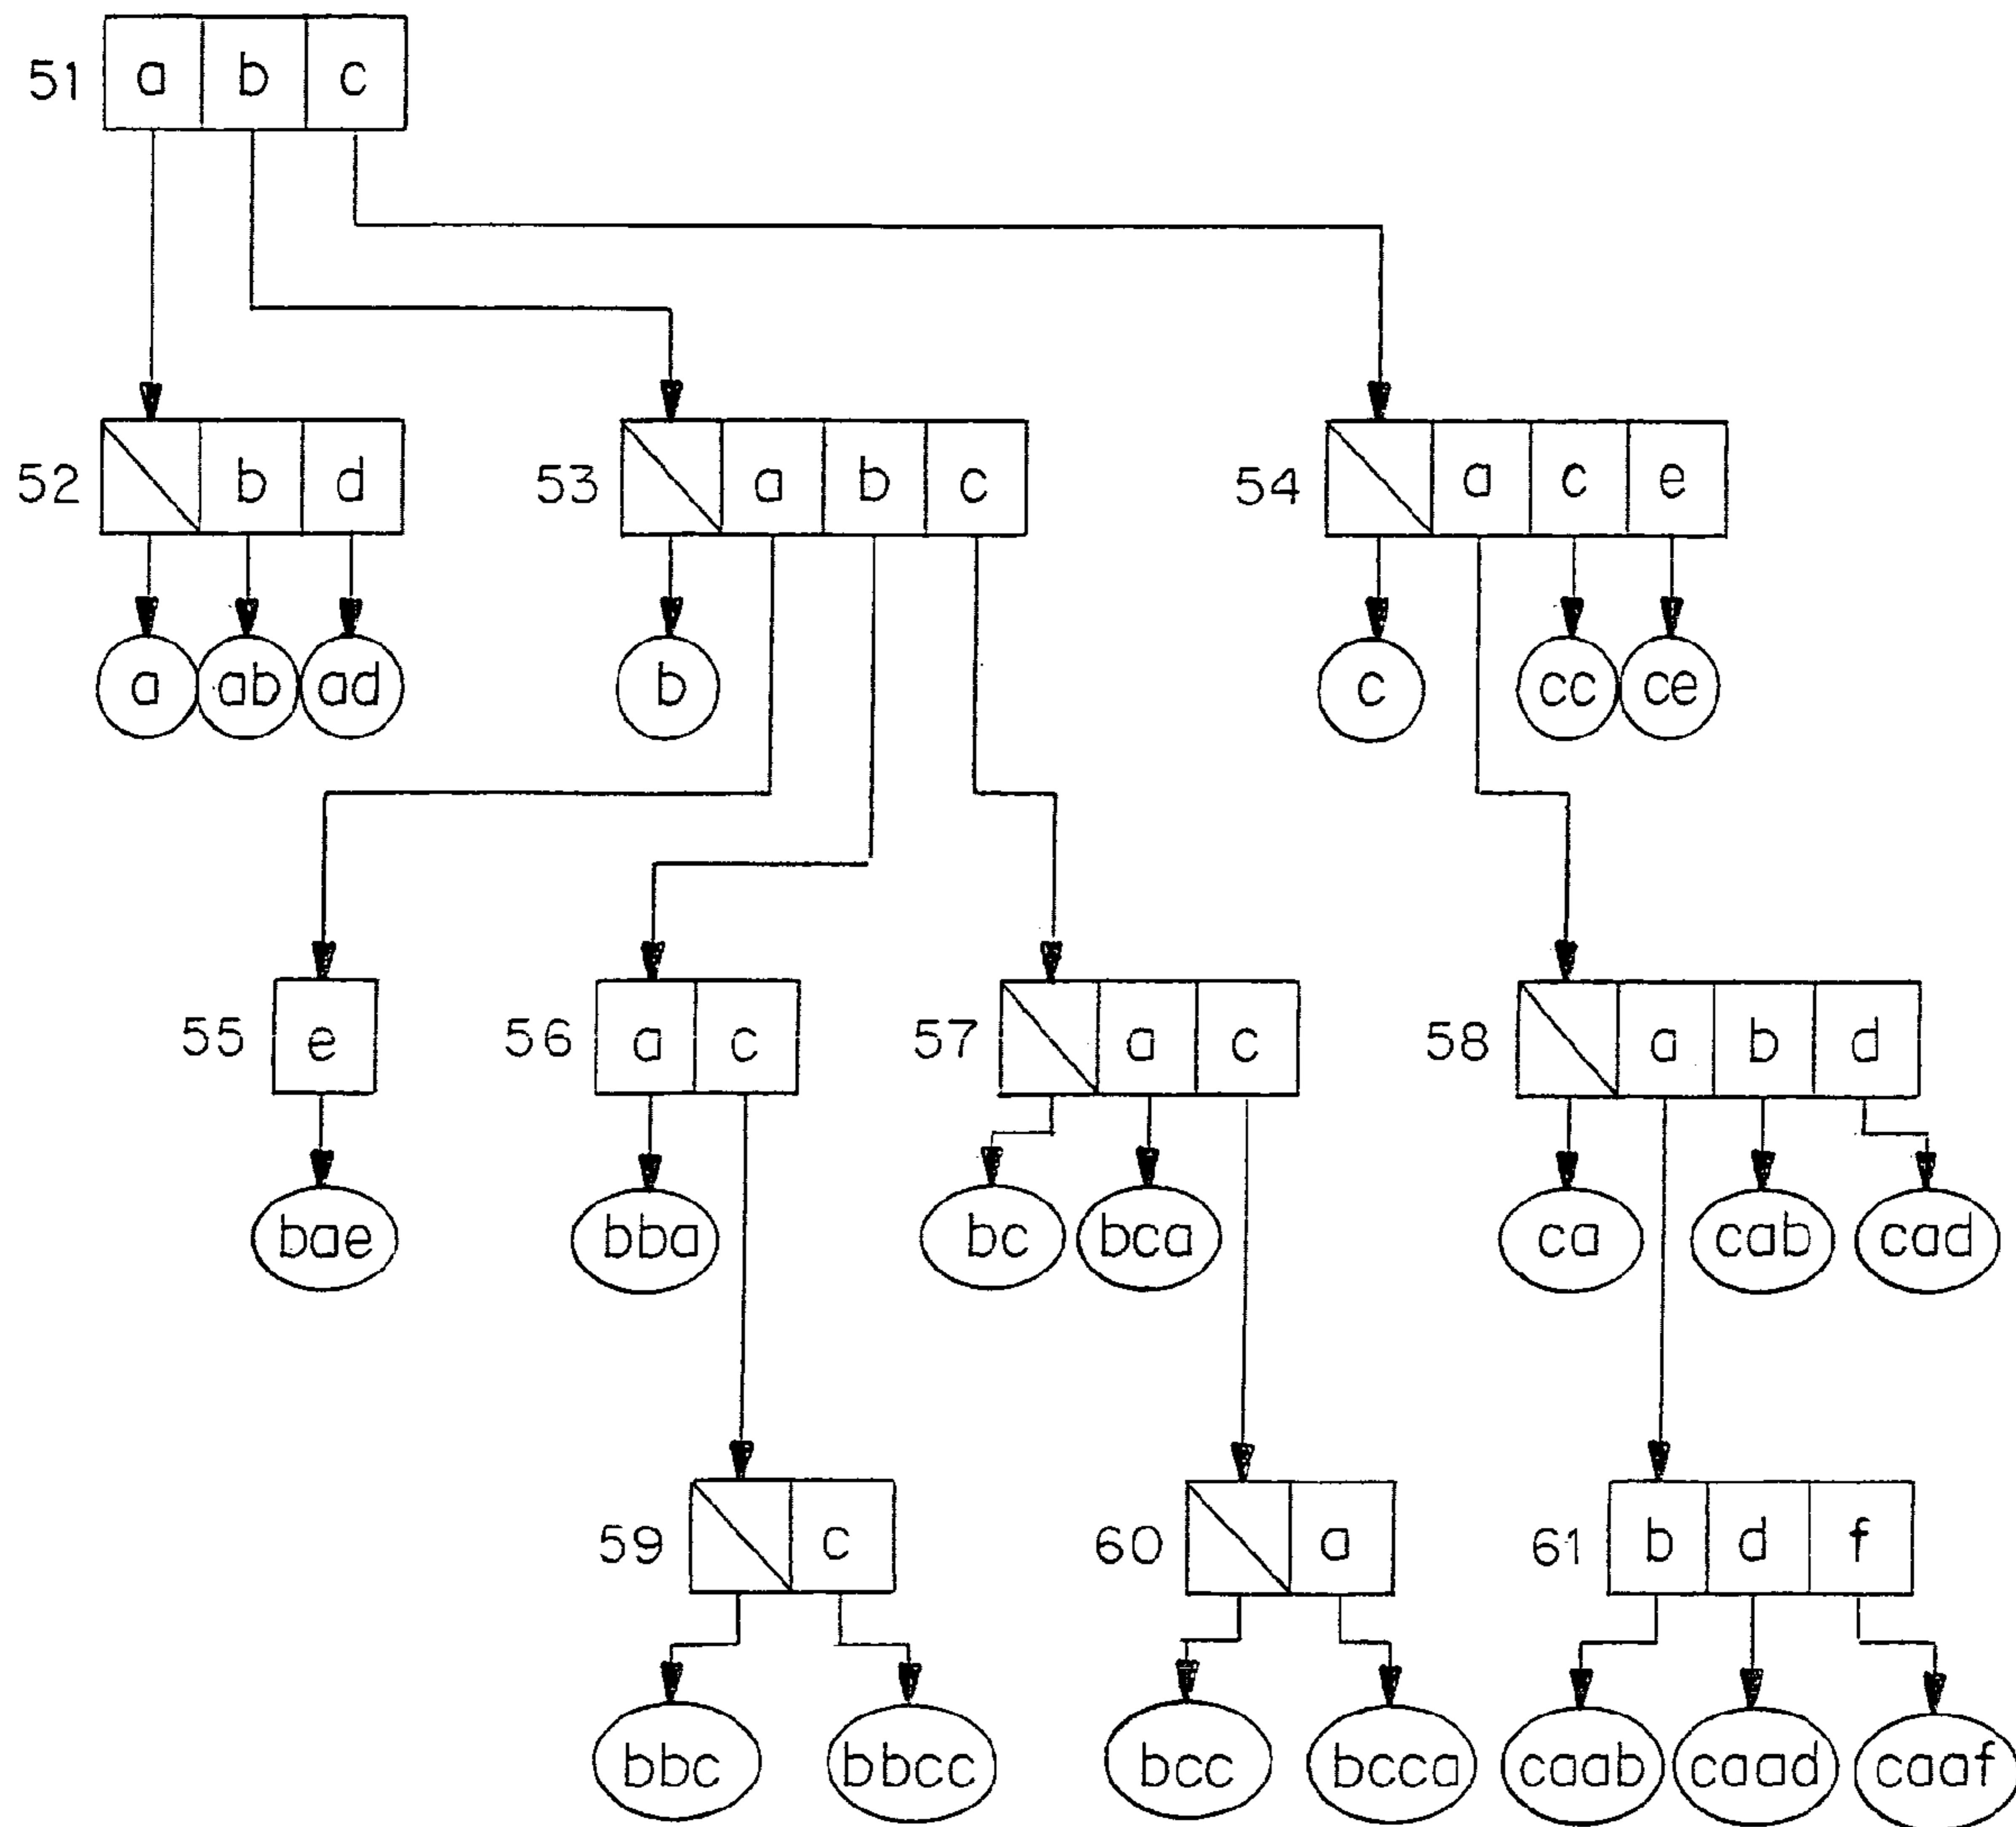 51 a b c
52 b d 53 a b c 54 a c e
a ab ad b c cc ce
55 e 56 a c 57 a c 58 a b d
bae bba bc bca ca cab cad
59 c 60 a 61 b d f
bbc bbcc bcc bcca caab caad caaf